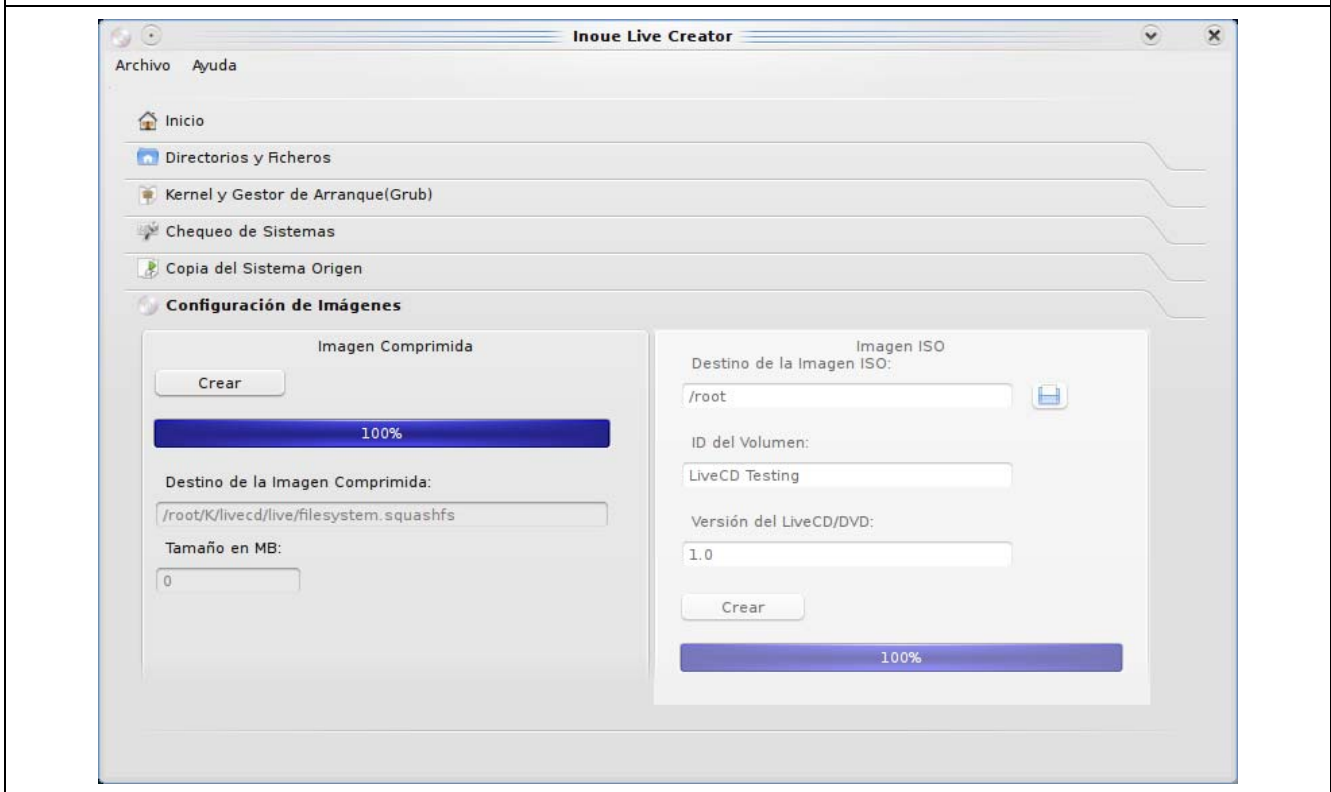 Inoue Live Creator
Archivo Ayuda
Inicio
Directorios y Ficheros
Kernel y Gestor de Arranque(Grub)
Chequeo de Sistemas
Copia del Sistema Origen
Configuración de Imágenes
Imagen Comprimida
Crear
100%
Destino de la Imagen Comprimida:
/root/K/livecd/live/filesystem.squashfs
Tamaño en MB:
0
Imagen ISO
Destino de la Imagen ISO:
/root
ID del Volumen:
LiveCD Testing
Versión del LiveCD/DVD:
1.0
Crear
100%